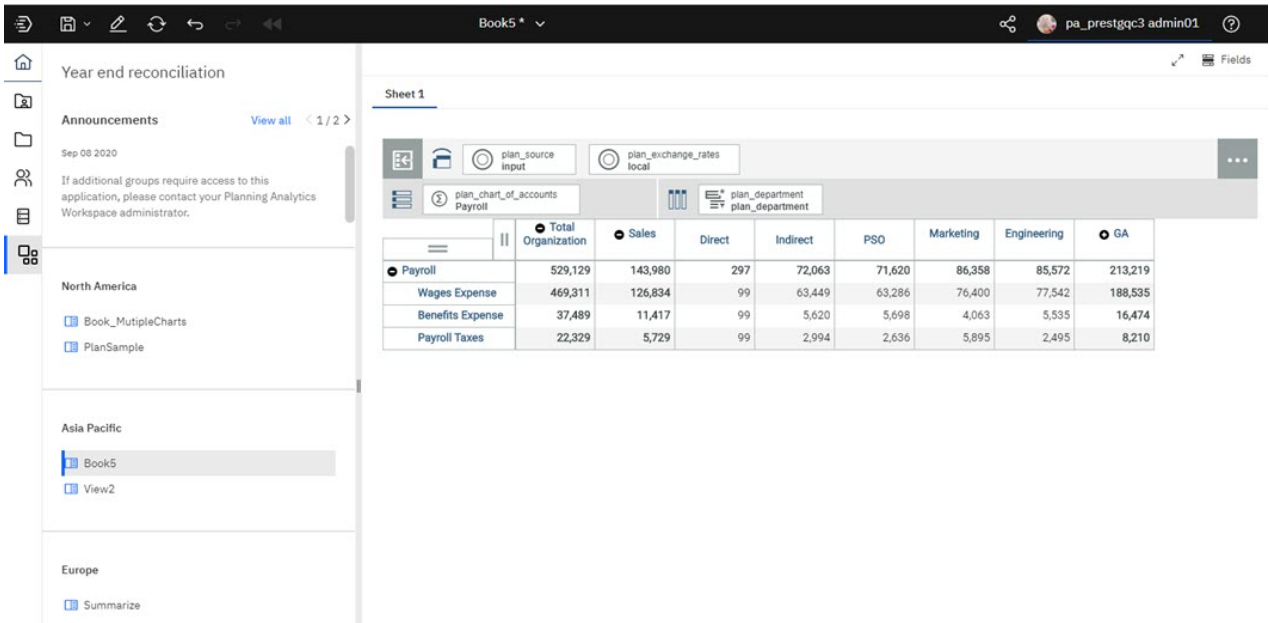 Book5 *
pa_prestgqc3 admin01
Year end reconciliation
Announcements View all 1 / 2
Sep 08 2020
If additional groups require access to this
application, please contact your Planning Analytics
Workspace administrator.
North America
Book_MutipleCharts
PlanSample
Asia Pacific
Book5
View2
Europe
Summarize
Fields
Sheet 1
plan_source
input
plan_exchange_rates
local
plan_chart_of_accounts
Payroll
plan_department
plan_department
Total
Organization Sales Direct Indirect PSO Marketing Engineering GA
Payroll 529,129 143,980 297 72,063 71,620 86,358 85,572 213,219
Wages Expense 469,311 126,834 99 63,449 63,286 76,400 77,542 188,535
Benefits Expense 37,489 11,417 99 5,620 5,698 4,063 5,535 16,474
Payroll Taxes 22,329 5,729 99 2,994 2,636 5,895 2,495 8,210